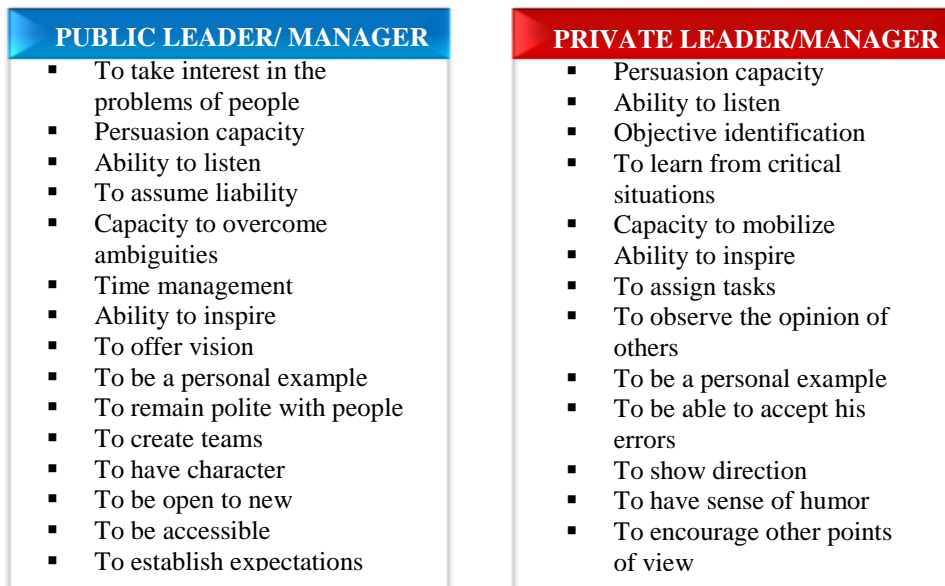 PUBLIC LEADER/ MANAGER
▪ To take interest in the
problems of people
▪ Persuasion capacity
▪ Ability to listen
▪ To assume liability
▪ Capacity to overcome
ambiguities
▪ Time management
▪ Ability to inspire
▪ To offer vision
▪ To be a personal example
▪ To remain polite with people
▪ To create teams
▪ To have character
▪ To be open to new
▪ To be accessible
▪ To establish expectations
PRIVATE LEADER/MANAGER
▪ Persuasion capacity
▪ Ability to listen
▪ Objective identification
▪ To learn from critical
situations
▪ Capacity to mobilize
▪ Ability to inspire
▪ To assign tasks
▪ To observe the opinion of
others
▪ To be a personal example
▪ To be able to accept his
errors
▪ To show direction
▪ To have sense of humor
▪ To encourage other points
of view